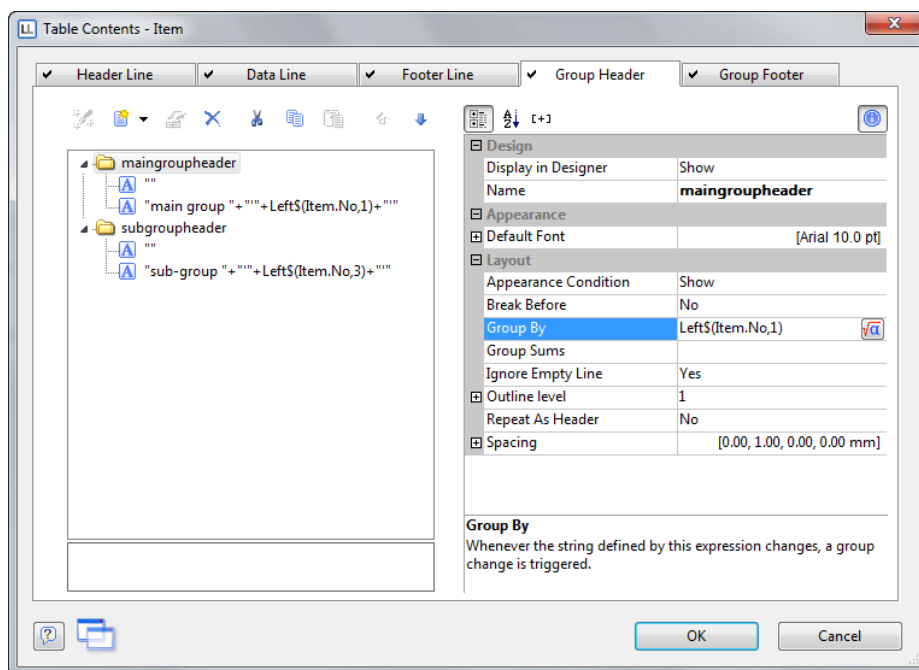 LL Table Contents - Item
Header Line Data Line Footer Line Group Header Group Footer
maingroupheader
""
"main group "+"'"+Left$(Item.No,1)+"'"
subgroupheader
""
"sub-group "+"'"+Left$(Item.No,3)+"'"
Design
Display in Designer Show
Name maingroupheader
Appearance
Default Font [Arial 10.0 pt]
Layout
Appearance Condition Show
Break Before No
Group By Left$(Item.No,1)
Group Sums
Ignore Empty Line Yes
Outline level 1
Repeat As Header No
Spacing [0.00, 1.00, 0.00, 0.00 mm]
Group By
Whenever the string defined by this expression changes, a group
change is triggered.
OK Cancel